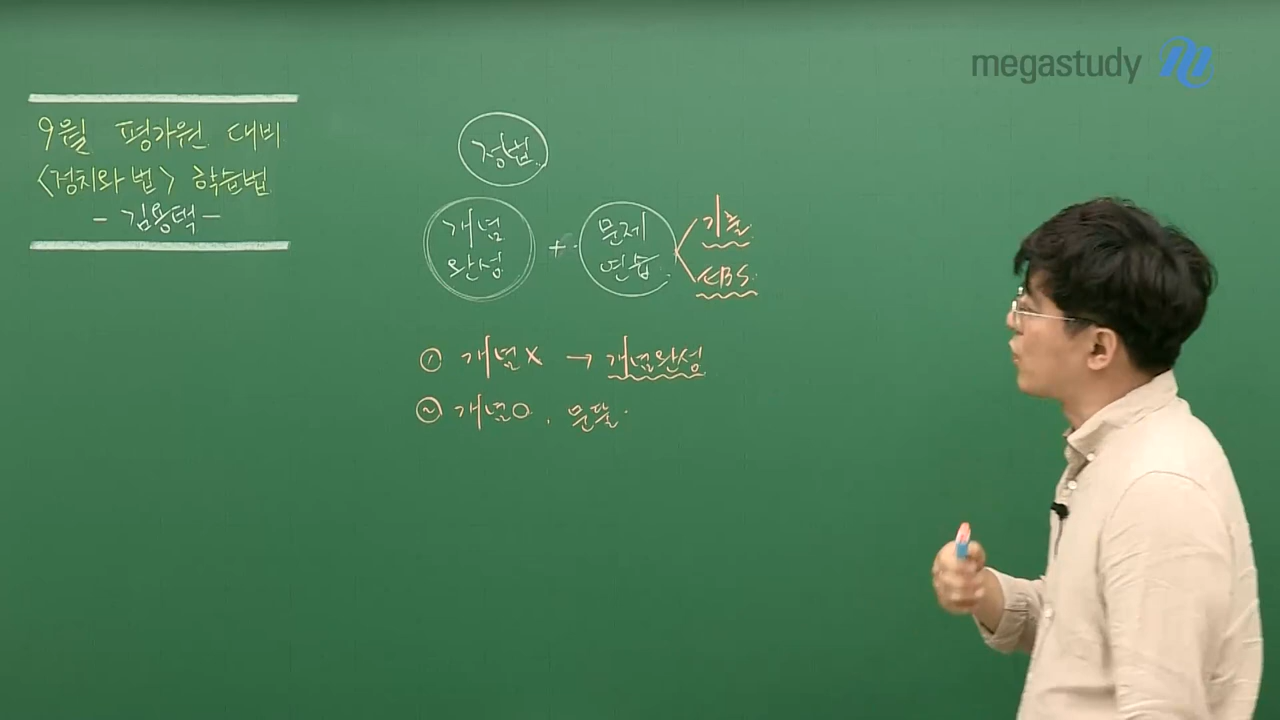 megastudy
9월 평가원 대비
<정치와 법> 학습법
- 김용택 -
정법
개념
완성
+
문제
연습
기출
EBS
① 개념X → 개념완성
② 개념O, 문풀